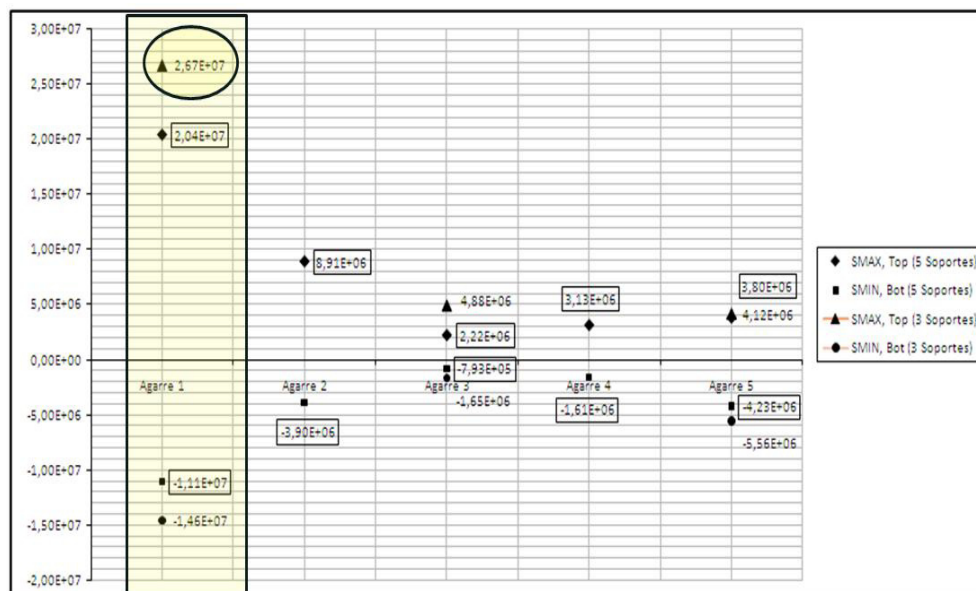 3,00E+07
2,50E+07
2,00E+07
1,50E+07
1,00E+07
5,00E+06
0,00E+00
-5,00E+06
-1,00E+07
-1,50E+07
-2,00E+07
2,67E+07
2,04E+07
-1,11E+07
-1,46E+07
8,91E+06
-3,90E+06
4,88E+06
2,22E+06
-7,93E+05
-1,65E+06
3,13E+06
-1,61E+06
3,80E+06
4,12E+06
-4,23E+06
-5,56E+06
Agarre 1
Agarre 2
Agarre 3
Agarre 4
Agarre 5
SMAX, Top (5 Soportes)
SMIN, Bot (5 Soportes)
SMAX, Top (3 Soportes)
SMIN, Bot (3 Soportes)